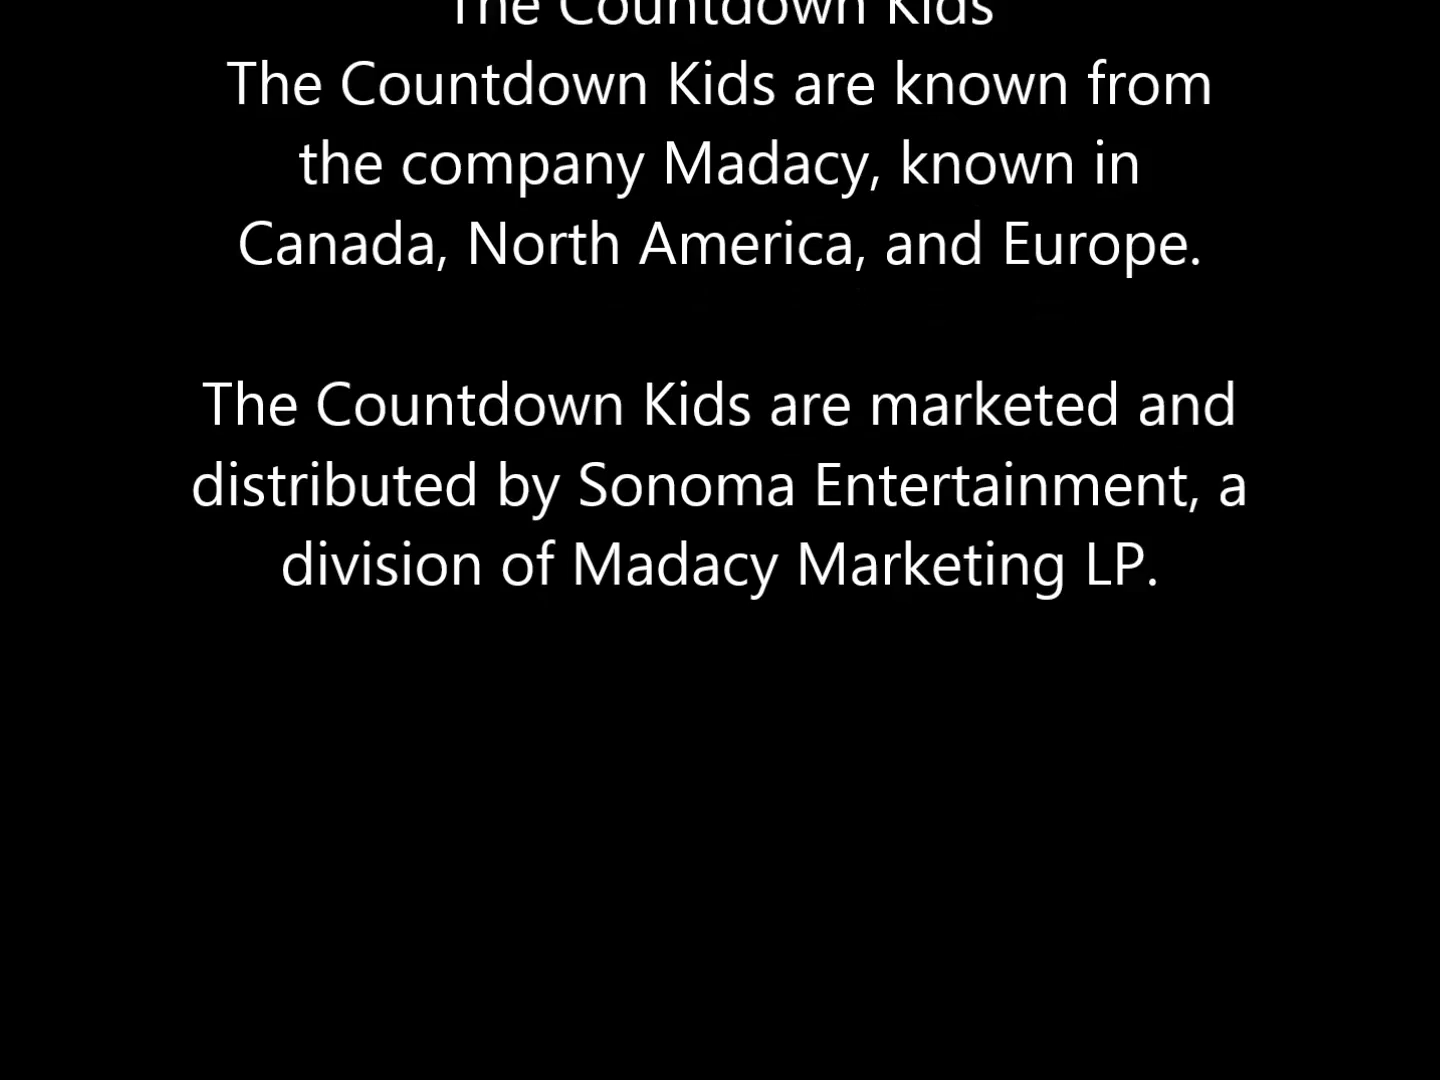 The Countdown Kids
The Countdown Kids are known from
the company Madacy, known in
Canada, North America, and Europe.
The Countdown Kids are marketed and
distributed by Sonoma Entertainment, a
division of Madacy Marketing LP.